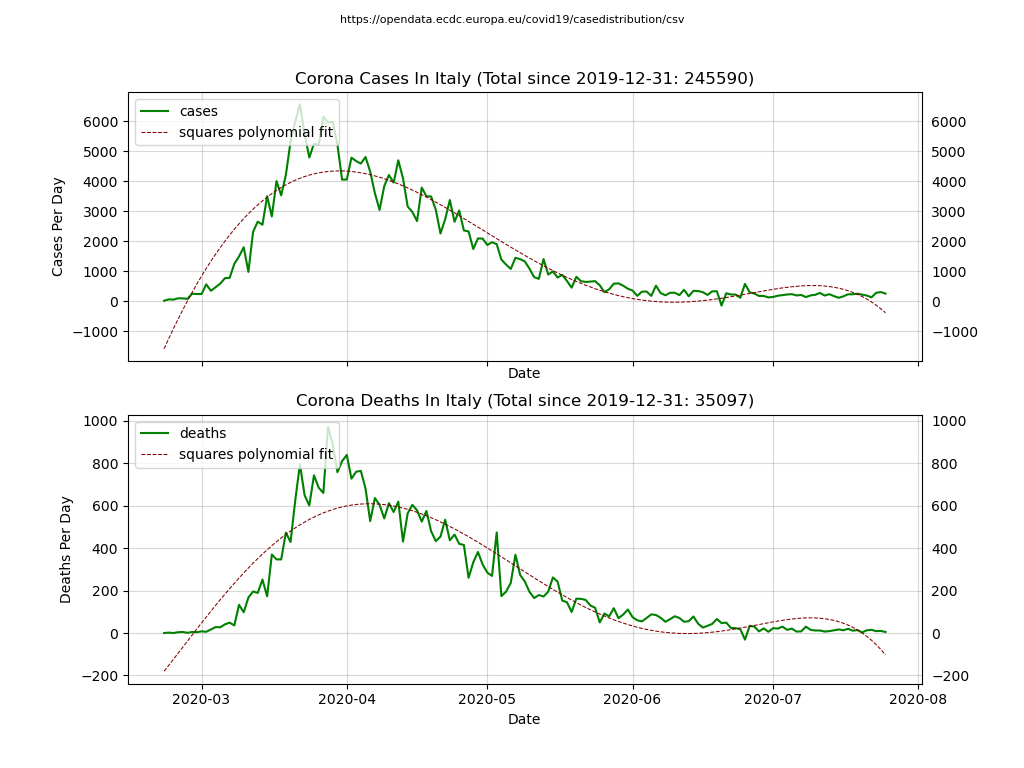 https://opendata.ecdc.europa.eu/covid19/casedistribution/csv
Corona Cases In Italy (Total since 2019-12-31: 245590)
cases
squares polynomial fit
Cases Per Day
6000
5000
4000
3000
2000
1000
0
−1000
6000
5000
4000
3000
2000
1000
0
−1000
Date
Corona Deaths In Italy (Total since 2019-12-31: 35097)
deaths
squares polynomial fit
Deaths Per Day
1000
800
600
400
200
0
−200
1000
800
600
400
200
0
−200
2020-03 2020-04 2020-05 2020-06 2020-07 2020-08
Date